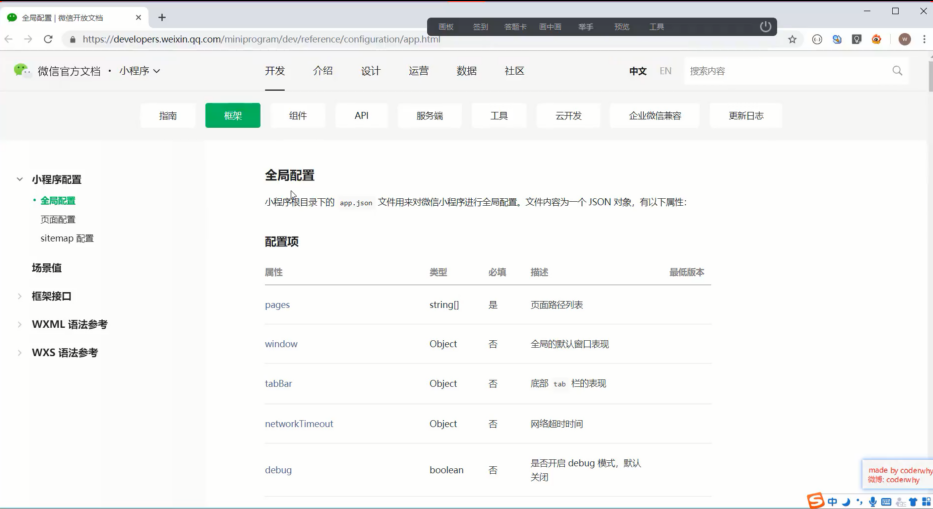 全局配置 | 微信开放文档
画板 签到 答题卡 画中画 举手 预览 工具
https://developers.weixin.qq.com/miniprogram/dev/reference/configuration/app.html
微信官方文档 · 小程序
开发 介绍 设计 运营 数据 社区
中文 EN 搜索内容
指南 框架 组件 API 服务端 工具 云开发 企业微信兼容 更新日志
小程序配置
全局配置
页面配置
sitemap 配置
场景值
框架接口
WXML 语法参考
WXS 语法参考
全局配置
小程序根目录下的 app.json 文件用来对微信小程序进行全局配置。文件内容为一个 JSON 对象，有以下属性：
配置项
属性 类型 必填 描述 最低版本
pages string[] 是 页面路径列表
window Object 否 全局的默认窗口表现
tabBar Object 否 底部 tab 栏的表现
networkTimeout Object 否 网络超时时间
debug boolean 否 是否开启 debug 模式，默认
关闭
made by coderwhy
微博: coderwhy
中